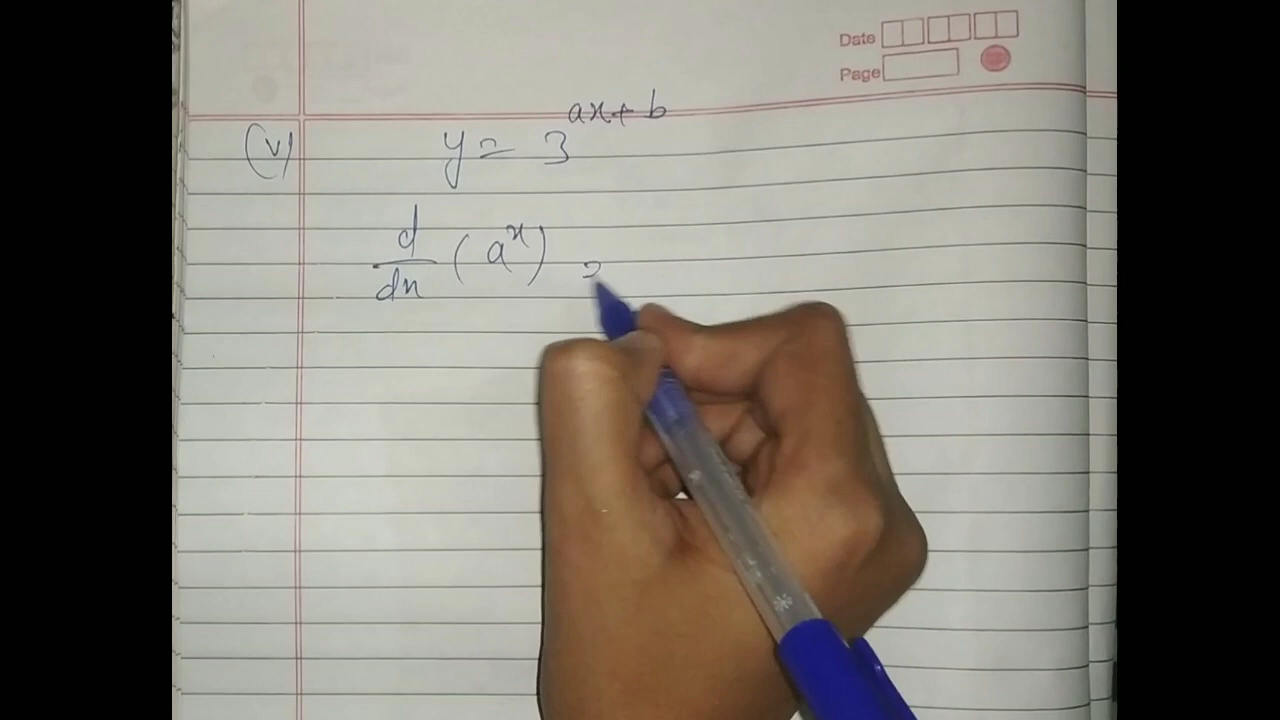 Date
Page
(v) y = 3^{ax+b}
d/dx (a^x) =